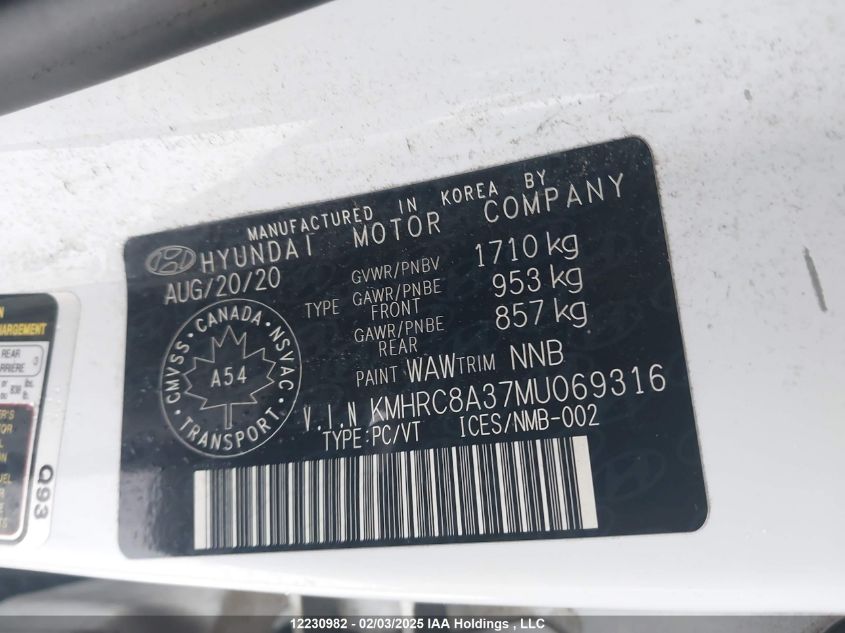 MANUFACTURED IN KOREA BY
HYUNDAI MOTOR COMPANY
AUG/20/20
GVWR/PNBV 1710 kg
TYPE GAWR/PNBE FRONT 953 kg
GAWR/PNBE REAR 857 kg
PAINT WAW TRIM NNB
V.I.N KMHRC8A37MU069316
TYPE:PC/VT ICES/NMB-002
CMVSS • CANADA • NSVAC • TRANSPORT •
A54
REAR
Q93
12230982 - 02/03/2025 IAA Holdings , LLC